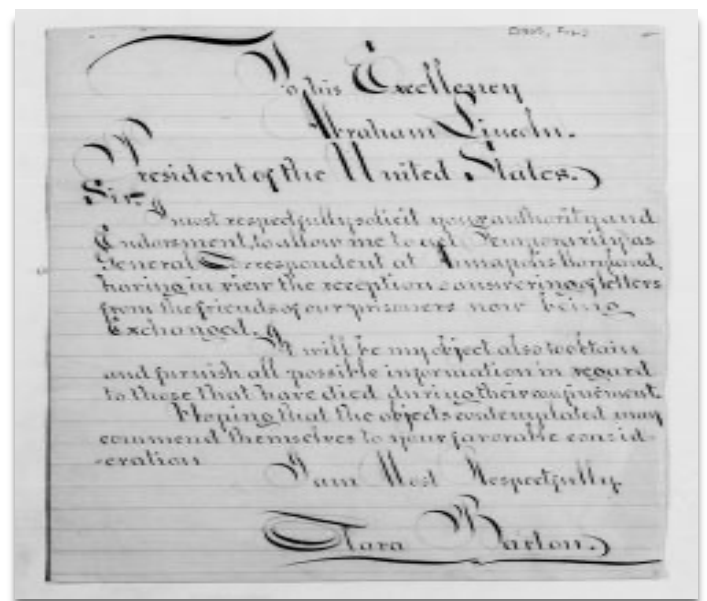 To his Excellency
Abraham Lincoln.
President of the United States.
Sir,
I most respectfully solicit your authority and
Endorsment, to allow me to act Temporarily as
General Correspondent at Annapolis Maryland,
having in view the reception & answering of letters
from the friends of our prisoners now being
Exchanged.
It will be my object also to obtain
and furnish all possible information in regard
to those that have died during their confinement.
Hoping that the objects contemplated may
commend themselves to your favorable consid
-eration
I am Most Respectfully
Clara Barton.